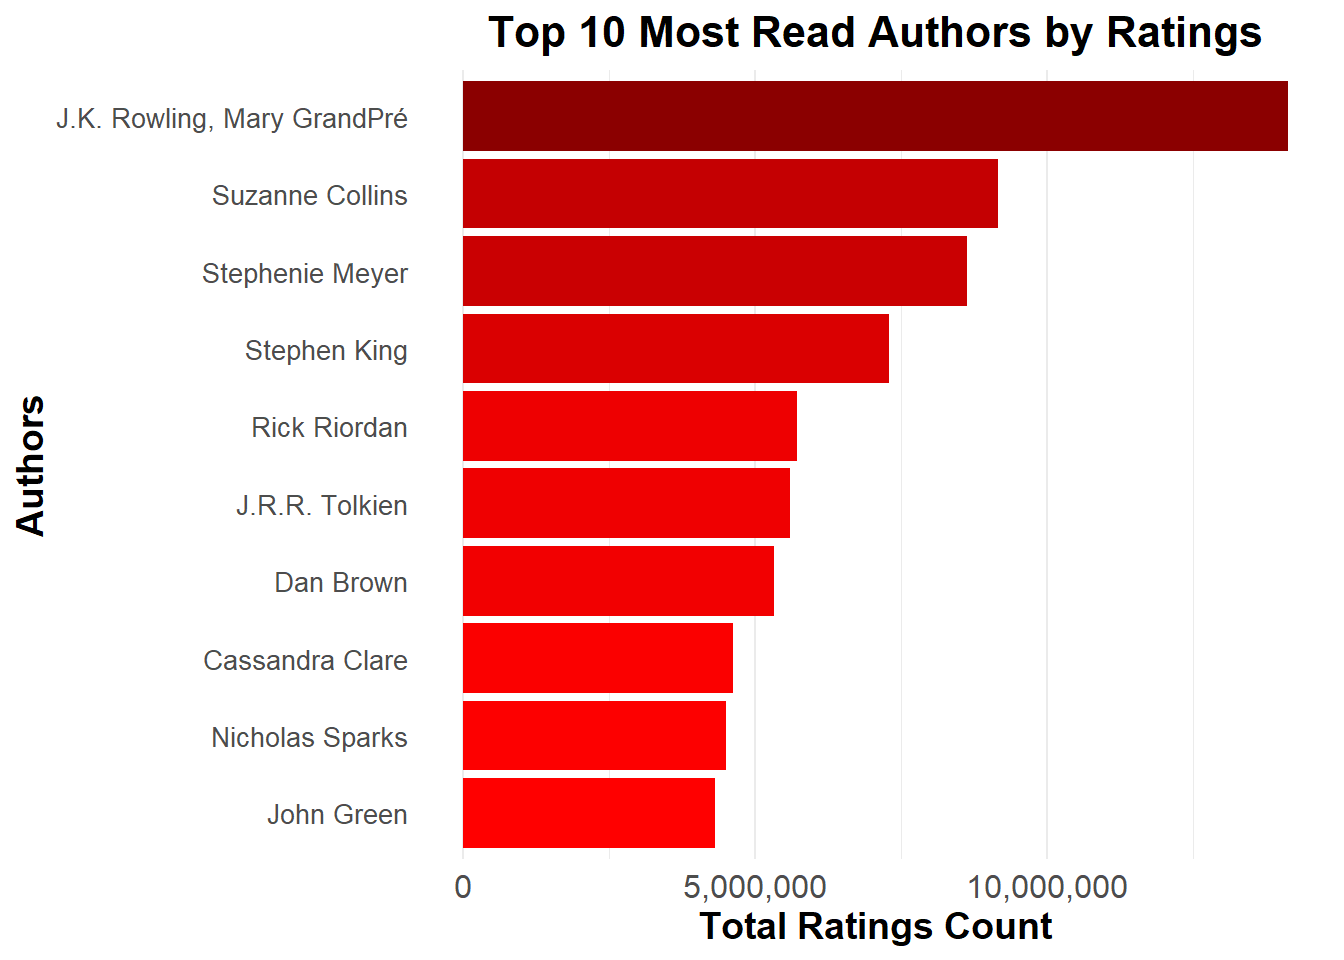 Top 10 Most Read Authors by Ratings
J.K. Rowling, Mary GrandPré
Suzanne Collins
Stephenie Meyer
Stephen King
Rick Riordan
J.R.R. Tolkien
Dan Brown
Cassandra Clare
Nicholas Sparks
John Green
Authors
0 5,000,000 10,000,000
Total Ratings Count